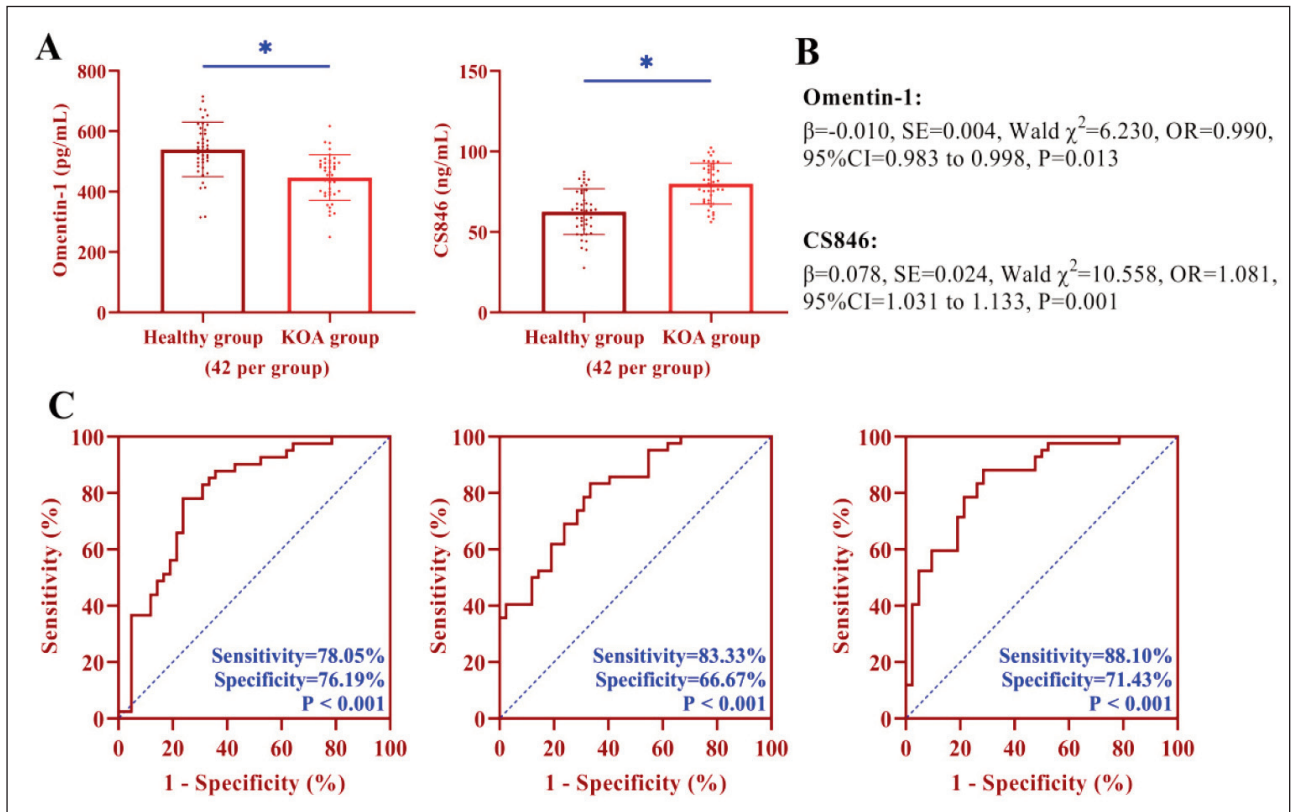 A
*
Omentin-1 (pg/mL)
800
600
400
200
0
Healthy group KOA group
(42 per group)
*
CS846 (ng/mL)
150
100
50
0
Healthy group KOA group
(42 per group)
B
Omentin-1:
β=-0.010, SE=0.004, Wald χ²=6.230, OR=0.990,
95%CI=0.983 to 0.998, P=0.013
CS846:
β=0.078, SE=0.024, Wald χ²=10.558, OR=1.081,
95%CI=1.031 to 1.133, P=0.001
C
Sensitivity (%)
100
80
60
40
20
0
Sensitivity=78.05%
Specificity=76.19%
P < 0.001
0 20 40 60 80 100
1 - Specificity (%)
Sensitivity (%)
100
80
60
40
20
0
Sensitivity=83.33%
Specificity=66.67%
P < 0.001
0 20 40 60 80 100
1 - Specificity (%)
Sensitivity (%)
100
80
60
40
20
0
Sensitivity=88.10%
Specificity=71.43%
P < 0.001
0 20 40 60 80 100
1 - Specificity (%)